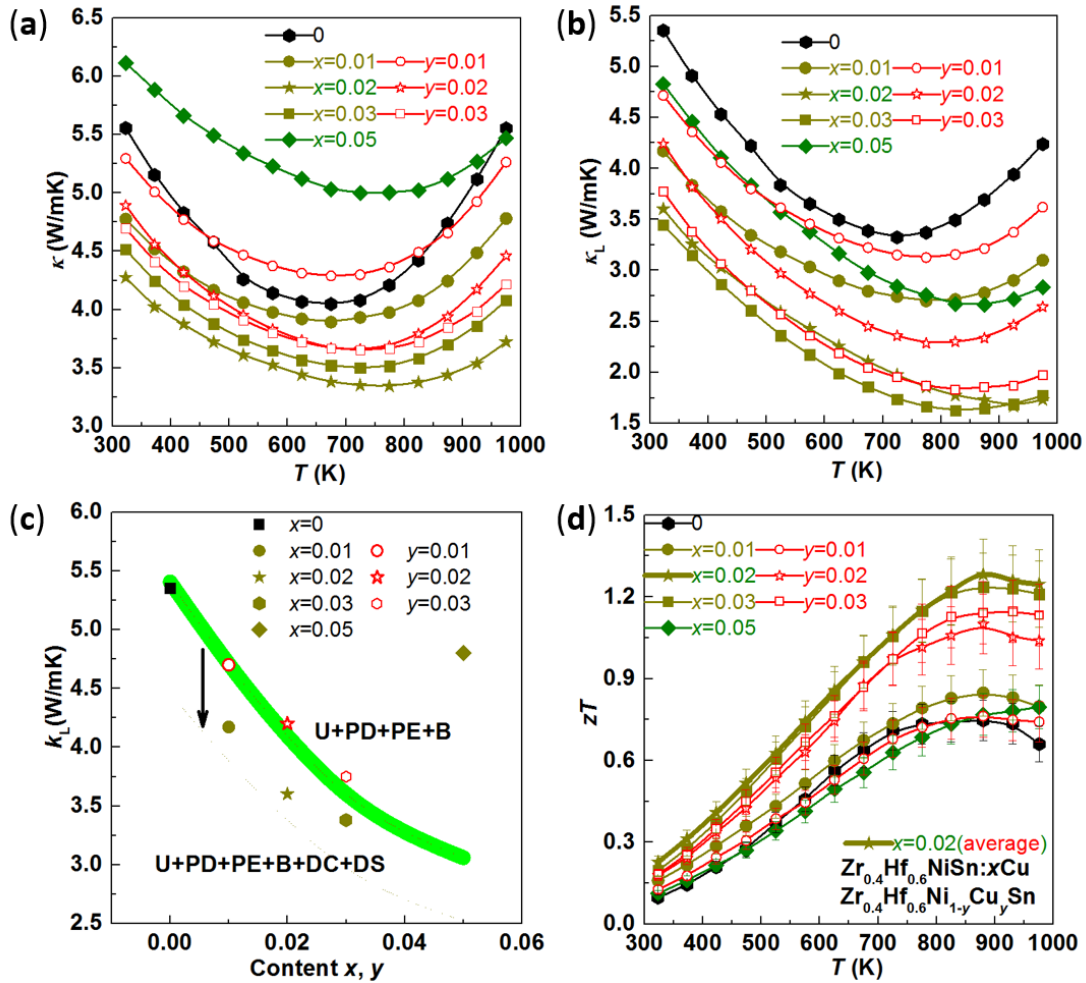 (a)
6.5
6.0
5.5
5.0
4.5
4.0
3.5
3.0
κ (W/mK)
0
x=0.01 y=0.01
x=0.02 y=0.02
x=0.03 y=0.03
x=0.05
300 400 500 600 700 800 900 1000
T (K)
(b)
5.5
5.0
4.5
4.0
3.5
3.0
2.5
2.0
1.5
κL (W/mK)
0
x=0.01 y=0.01
x=0.02 y=0.02
x=0.03 y=0.03
x=0.05
300 400 500 600 700 800 900 1000
T (K)
(c)
6.0
5.5
5.0
4.5
4.0
3.5
3.0
2.5
kL(W/mK)
x=0
x=0.01 y=0.01
x=0.02 y=0.02
x=0.03 y=0.03
x=0.05
U+PD+PE+B
U+PD+PE+B+DC+DS
0.00 0.02 0.04 0.06
Content x, y
(d)
1.5
1.2
0.9
0.6
0.3
0.0
zT
0
x=0.01 y=0.01
x=0.02 y=0.02
x=0.03 y=0.03
x=0.05
x=0.02(average)
Zr0.4Hf0.6NiSn:xCu
Zr0.4Hf0.6Ni1-yCuySn
300 400 500 600 700 800 900 1000
T (K)